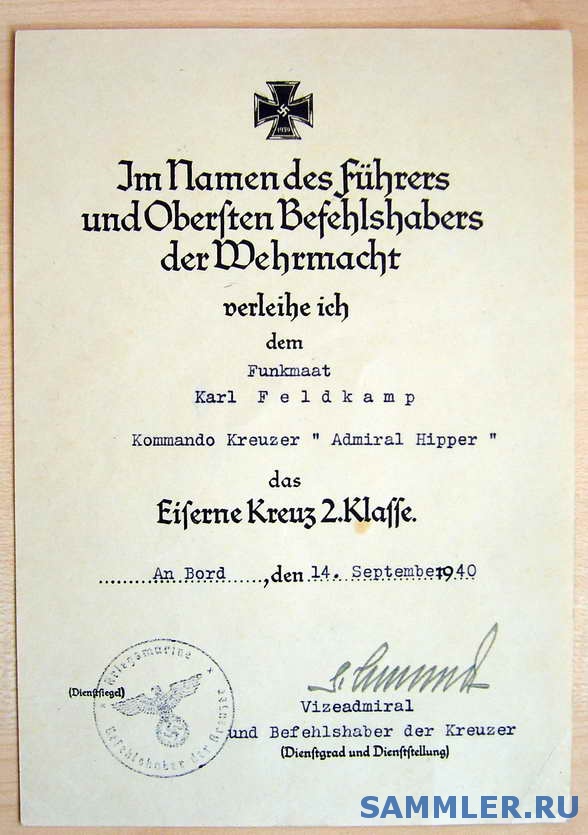 1939
Im Namen des Führers
und Obersten Befehlshabers
der Wehrmacht
verleihe ich
dem
Funkmaat
Karl Feldkamp
Kommando Kreuzer " Admiral Hipper "
das
Eiserne Kreuz 2.Klasse.
An Bord ,den 14. September 1940
Kriegsmarine
Befehlshaber der Kreuzer
(Dienstsiegel)
Vizeadmiral
und Befehlshaber der Kreuzer
(Dienstgrad und Dienststellung)
SAMMLER.RU